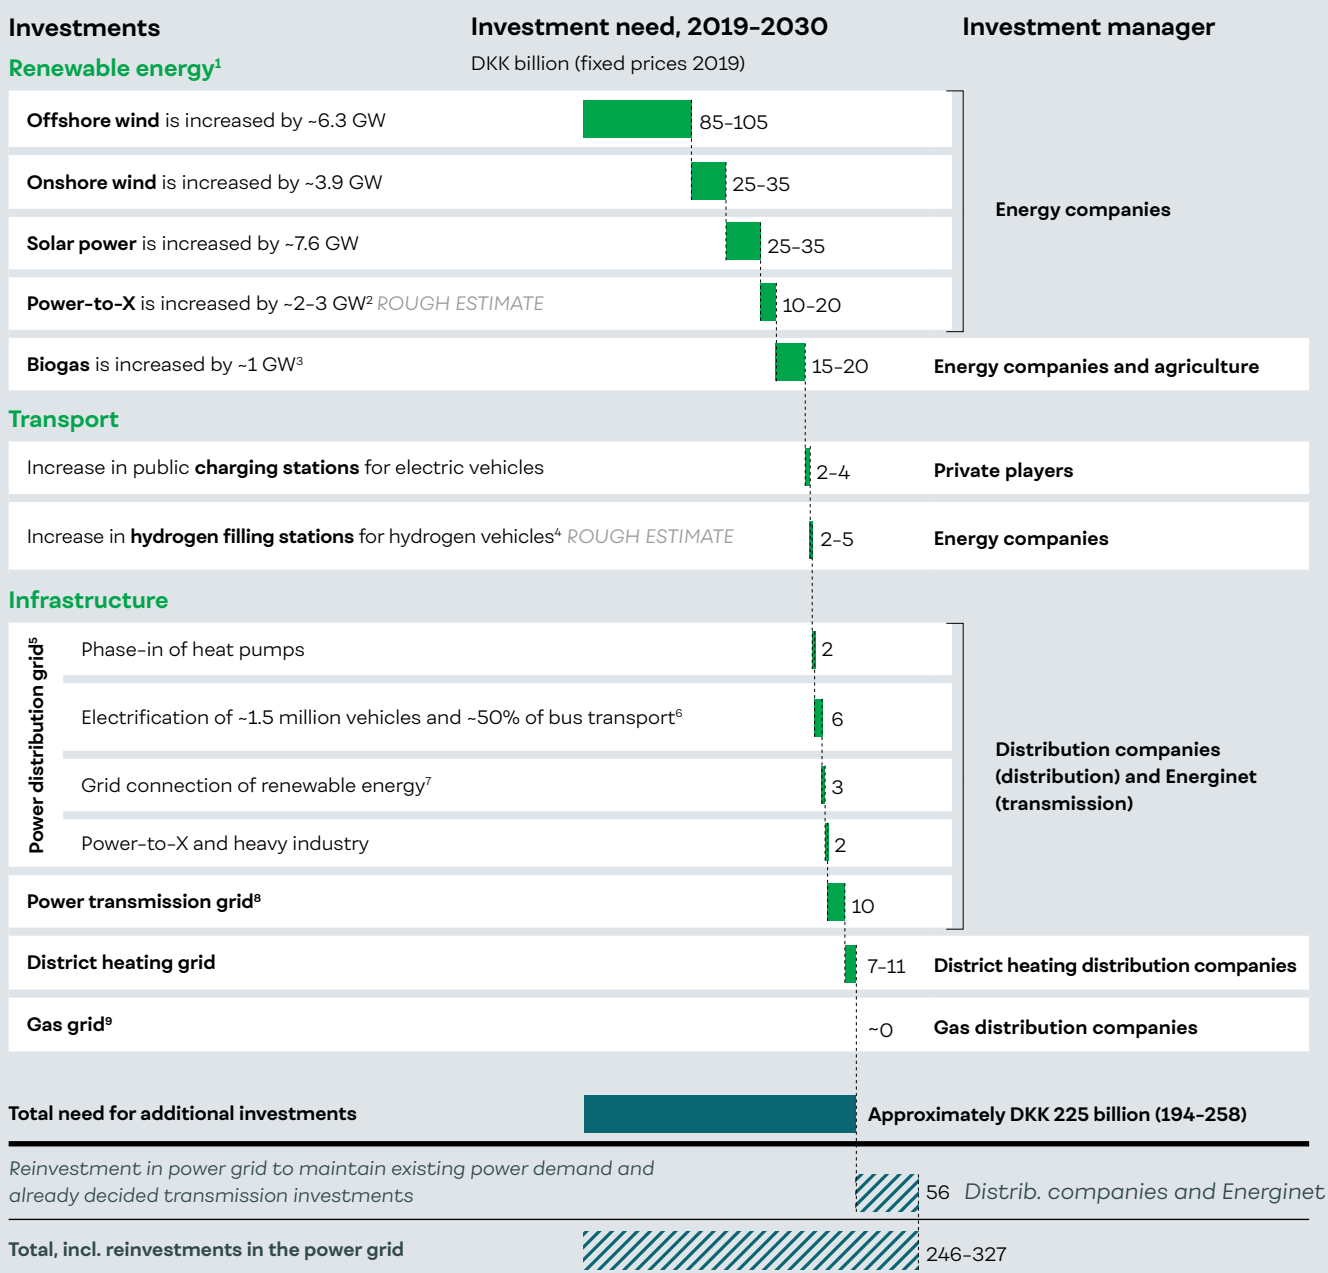 Investments
Investment need, 2019–2030
Investment manager
Renewable energy¹
DKK billion (fixed prices 2019)
Offshore wind is increased by ~6.3 GW
85–105
Onshore wind is increased by ~3.9 GW
25–35
Energy companies
Solar power is increased by ~7.6 GW
25–35
Power-to-X is increased by ~2–3 GW² ROUGH ESTIMATE
10–20
Biogas is increased by ~1 GW³
15–20
Energy companies and agriculture
Transport
Increase in public charging stations for electric vehicles
2–4
Private players
Increase in hydrogen filling stations for hydrogen vehicles⁴ ROUGH ESTIMATE
2–5
Energy companies
Infrastructure
Power distribution grid⁵
Phase-in of heat pumps
2
Electrification of ~1.5 million vehicles and ~50% of bus transport⁶
6
Distribution companies
(distribution) and Energinet
(transmission)
Grid connection of renewable energy⁷
3
Power-to-X and heavy industry
2
Power transmission grid⁸
10
District heating grid
7–11
District heating distribution companies
Gas grid⁹
~0
Gas distribution companies
Total need for additional investments
Approximately DKK 225 billion (194–258)
Reinvestment in power grid to maintain existing power demand and
already decided transmission investments
56
Distrib. companies and Energinet
Total, incl. reinvestments in the power grid
246–327